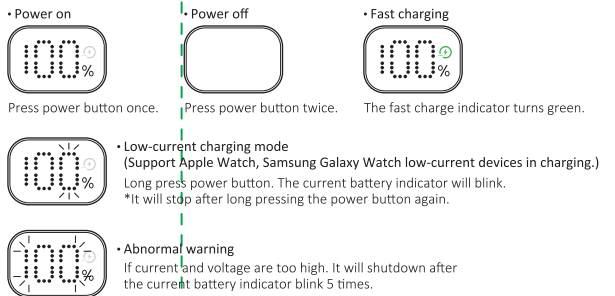 • Power on
• Power off
• Fast charging
100%
100%
Press power button once.
Press power button twice.
The fast charge indicator turns green.
100%
• Low-current charging mode
(Support Apple Watch, Samsung Galaxy Watch low-current devices in charging.)
Long press power button. The current battery indicator will blink.
*It will stop after long pressing the power button again.
100%
• Abnormal warning
If current and voltage are too high. It will shutdown after
the current battery indicator blink 5 times.